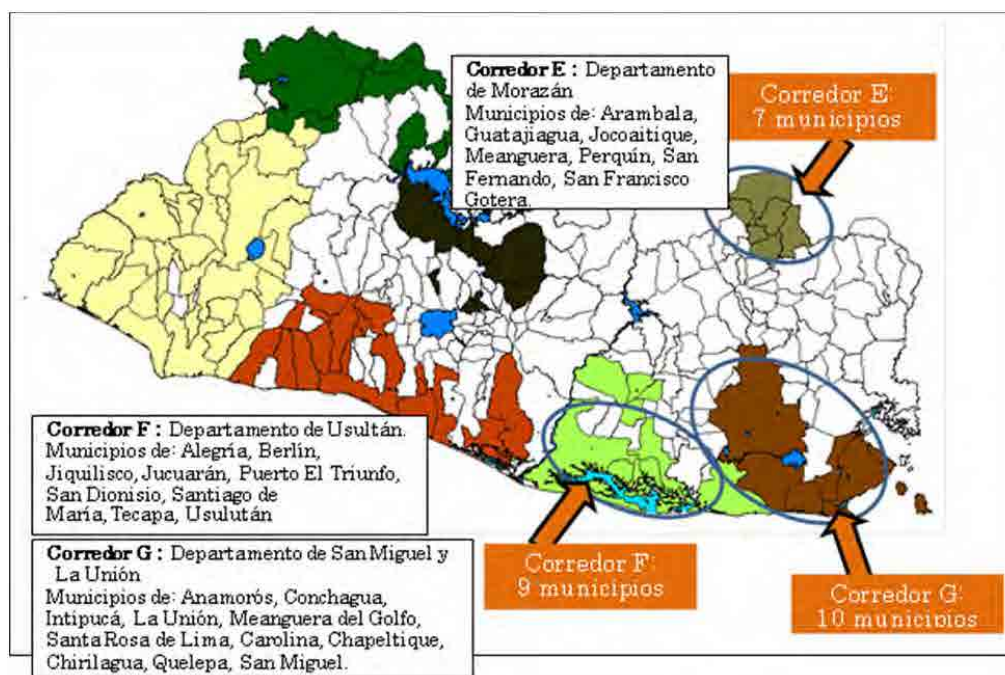 Corredor E : Departamento
de Morazán
Municipios de: Arambala,
Guatajiagua, Jocoaitique,
Meanguera, Perquín, San
Fernando, San Francisco
Gotera.
Corredor E:
7 municipios
Corredor F : Departamento de Usultán.
Municipios de: Alegría, Berlín,
Jiquilisco, Jucuarán, Puerto El Triunfo,
San Dionisio, Santiago de
María, Tecapa, Usulután
Corredor G : Departamento de San Miguel y
La Unión
Municipios de: Anamorós, Conchagua,
Intipucá, La Unión, Meanguera del Golfo,
Santa Rosa de Lima, Carolina, Chapeltique,
Chirilagua, Quelepa, San Miguel.
Corredor F:
9 municipios
Corredor G:
10 municipios